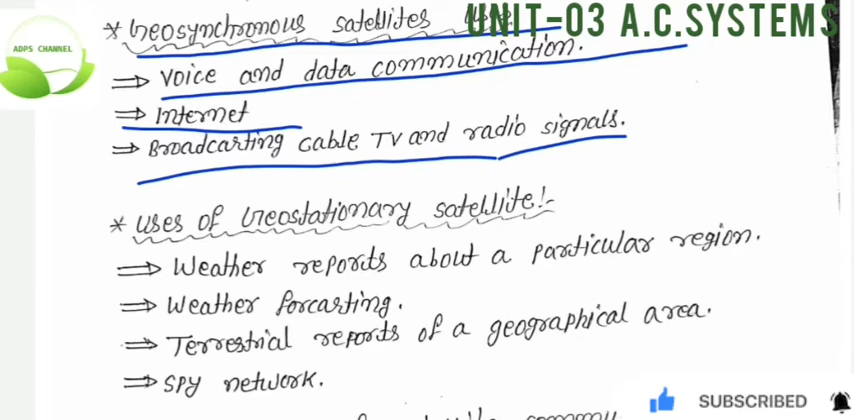 UNIT-03 A.C.SYSTEMS
ADPS CHANNEL
* Geosynchronous satellites
⇒ Voice and data communication.
⇒ Internet
⇒ Broadcarting cable TV and radio signals.
* Uses of Geostationary satellite!-
⇒ Weather reports about a particular region.
⇒ Weather forcasting.
⇒ Terrestrial reports of a geographical area.
⇒ SPY network.
SUBSCRIBED